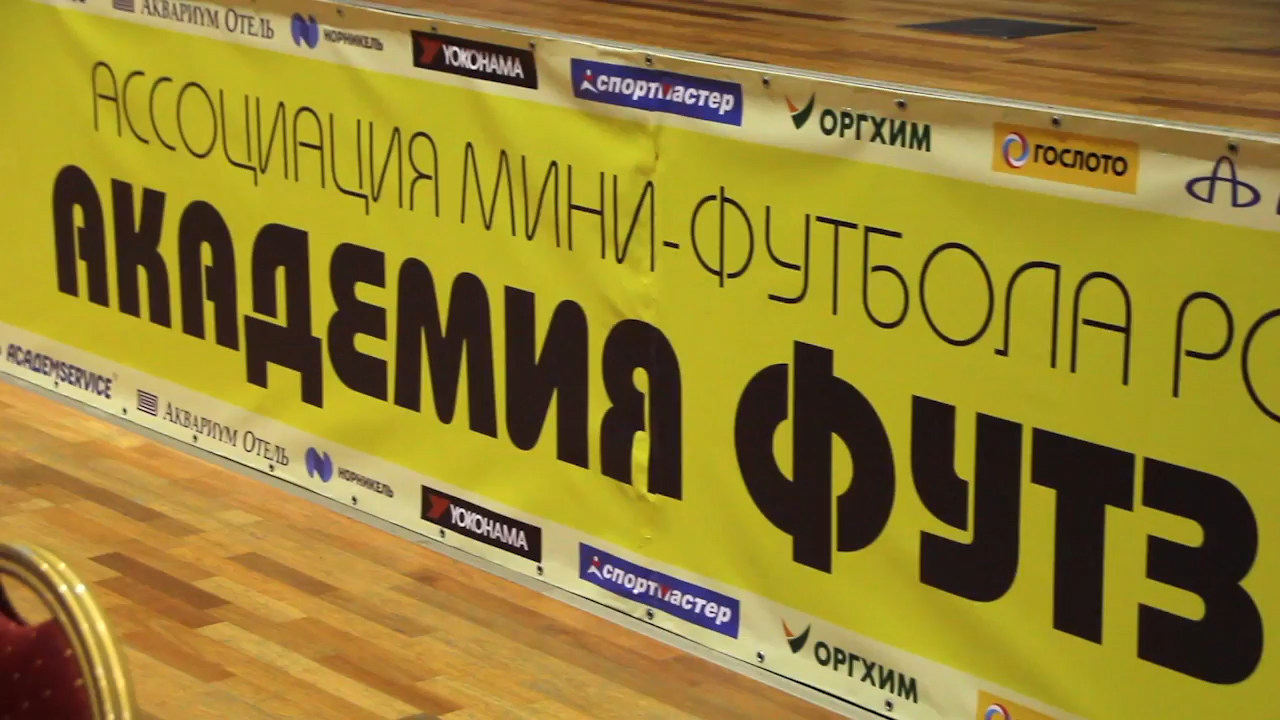 АКВАРИУМ ОТЕЛЬ НОРНИКЕЛЬ YOKOHAMA СПОРТМАСТЕР ОРГХИМ ГОСЛОТО
АССОЦИАЦИЯ МИНИ-ФУТБОЛА РО
АКАДЕМИЯ ФУТЗ
ACADEMSERVICE АКВАРИУМ ОТЕЛЬ НОРНИКЕЛЬ YOKOHAMA СПОРТМАСТЕР ОРГХИМ